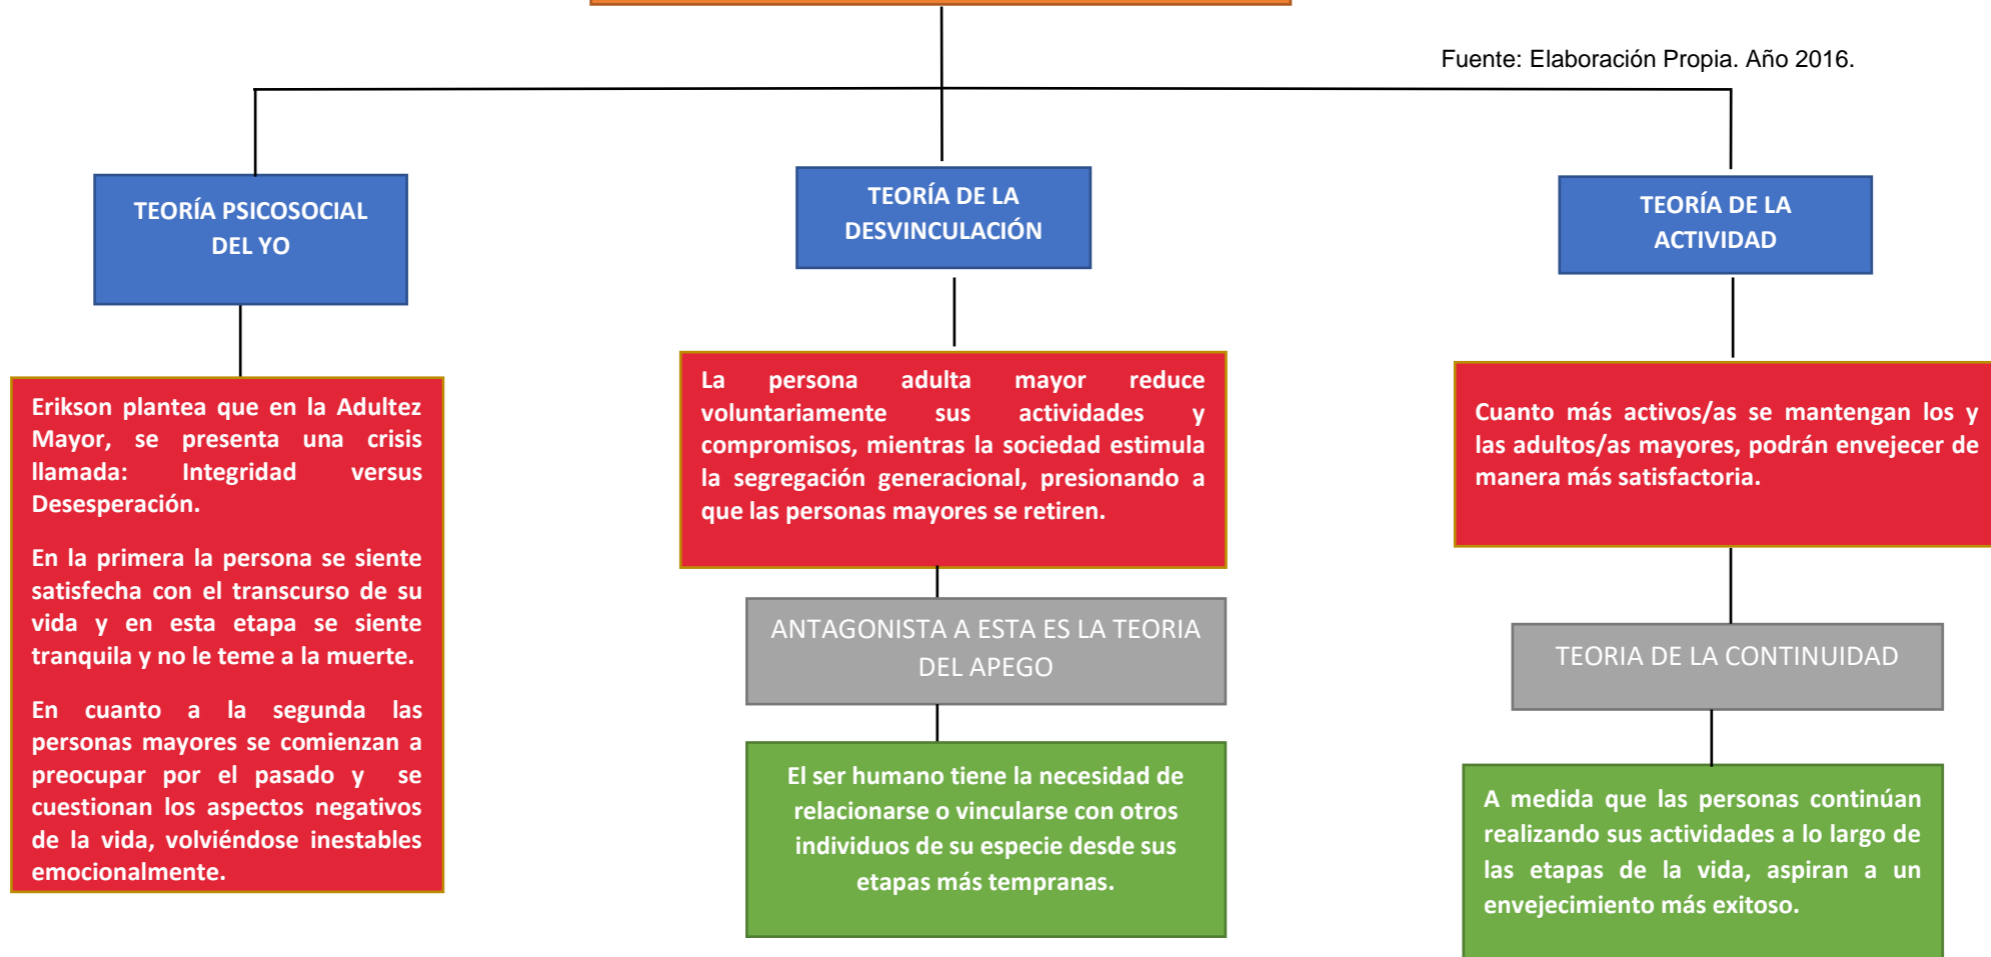 Fuente: Elaboración Propia. Año 2016.
TEORÍA PSICOSOCIAL
DEL YO
Erikson plantea que en la Adultez
Mayor, se presenta una crisis
llamada: Integridad versus
Desesperación.
En la primera la persona se siente
satisfecha con el transcurso de su
vida y en esta etapa se siente
tranquila y no le teme a la muerte.
En cuanto a la segunda las
personas mayores se comienzan a
preocupar por el pasado y se
cuestionan los aspectos negativos
de la vida, volviéndose inestables
emocionalmente.
TEORÍA DE LA
DESVINCULACIÓN
La persona adulta mayor reduce
voluntariamente sus actividades y
compromisos, mientras la sociedad estimula
la segregación generacional, presionando a
que las personas mayores se retiren.
ANTAGONISTA A ESTA ES LA TEORIA
DEL APEGO
El ser humano tiene la necesidad de
relacionarse o vincularse con otros
individuos de su especie desde sus
etapas más tempranas.
TEORÍA DE LA
ACTIVIDAD
Cuanto más activos/as se mantengan los y
las adultos/as mayores, podrán envejecer de
manera más satisfactoria.
TEORIA DE LA CONTINUIDAD
A medida que las personas continúan
realizando sus actividades a lo largo de
las etapas de la vida, aspiran a un
envejecimiento más exitoso.